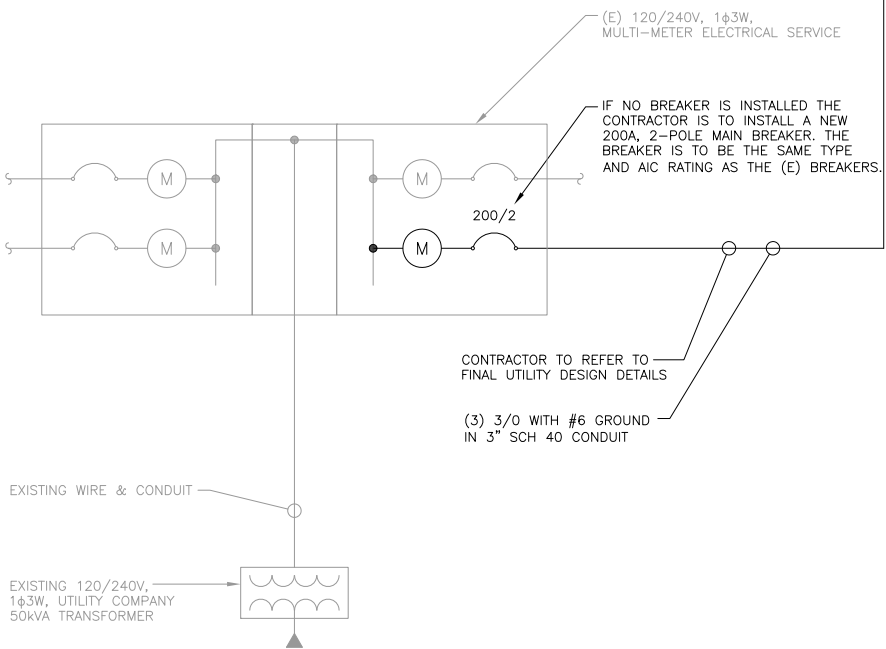 (E) 120/240V, 1ϕ3W,
MULTI-METER ELECTRICAL SERVICE
IF NO BREAKER IS INSTALLED THE
CONTRACTOR IS TO INSTALL A NEW
200A, 2-POLE MAIN BREAKER. THE
BREAKER IS TO BE THE SAME TYPE
AND AIC RATING AS THE (E) BREAKERS.
M
M
200/2
M
M
CONTRACTOR TO REFER TO
FINAL UTILITY DESIGN DETAILS
(3) 3/0 WITH #6 GROUND
IN 3" SCH 40 CONDUIT
EXISTING WIRE & CONDUIT
EXISTING 120/240V,
1ϕ3W, UTILITY COMPANY
50kVA TRANSFORMER